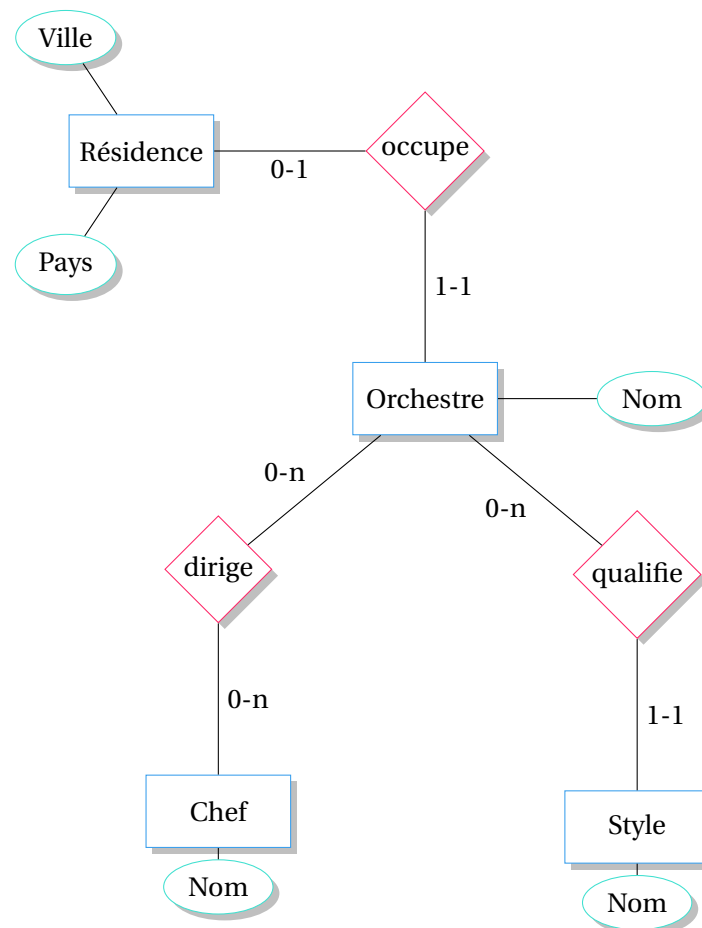 Ville
Résidence
occupe
0-1
Pays
1-1
Orchestre
Nom
0-n
0-n
dirige
qualifie
0-n
1-1
Chef
Style
Nom
Nom